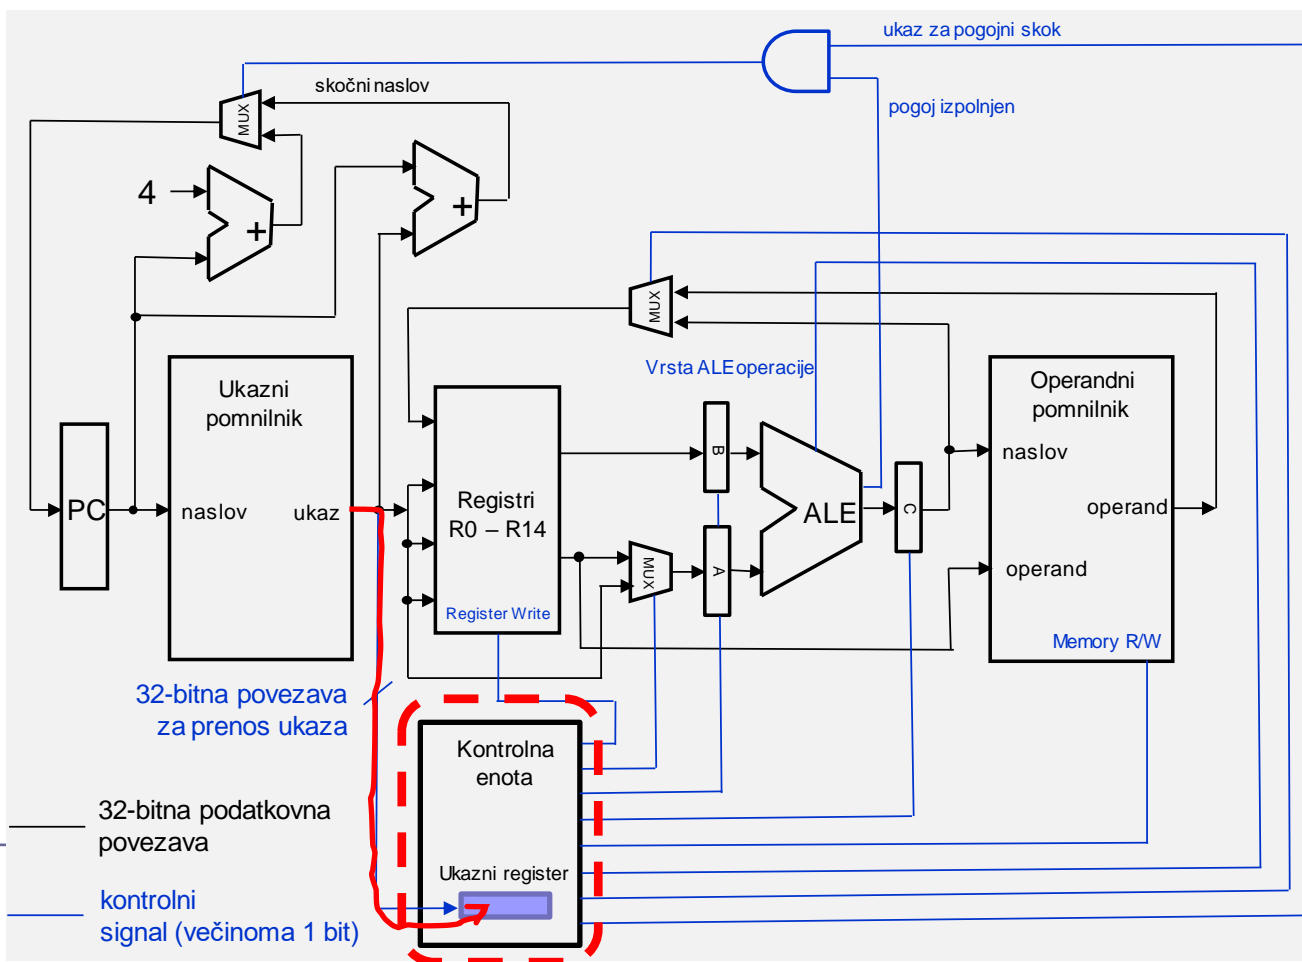 ukaz za pogojni skok
skočni naslov
MUX
pogoj izpolnjen
4
+
+
MUX
Vrsta ALE operacije
Ukazni
pomnilnik
Operandni
pomnilnik
B
naslov
PC
naslov
ukaz
Registri
R0 – R14
ALE
C
operand
MUX
A
operand
Register Write
Memory R/W
32-bitna povezava
za prenos ukaza
Kontrolna
enota
32-bitna podatkovna
povezava
Ukazni register
kontrolni
signal (večinoma 1 bit)